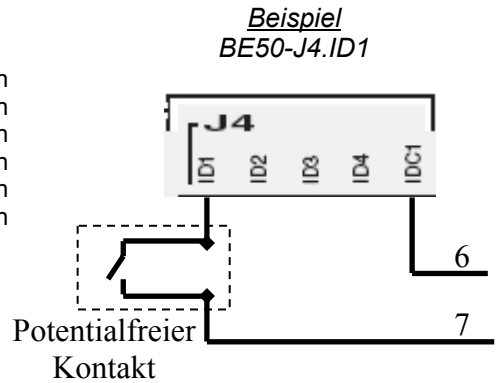 Beispiel
BE50-J4.ID1
n
n
n
n
n
n
J4
ID1 ID2 ID3 ID4 IDC1
6
7
Potentialfreier
Kontakt